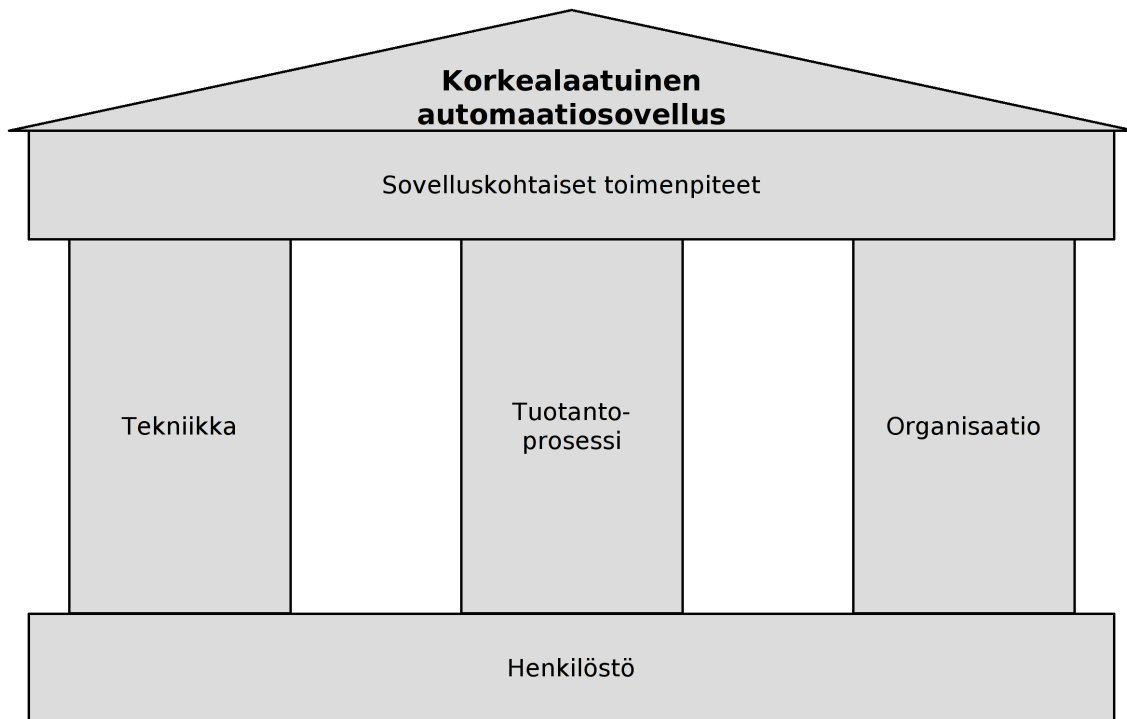 Korkealaatuinen
automaatiosovellus
Sovelluskohtaiset toimenpiteet
Tekniikka
Tuotanto-
prosessi
Organisaatio
Henkilöstö